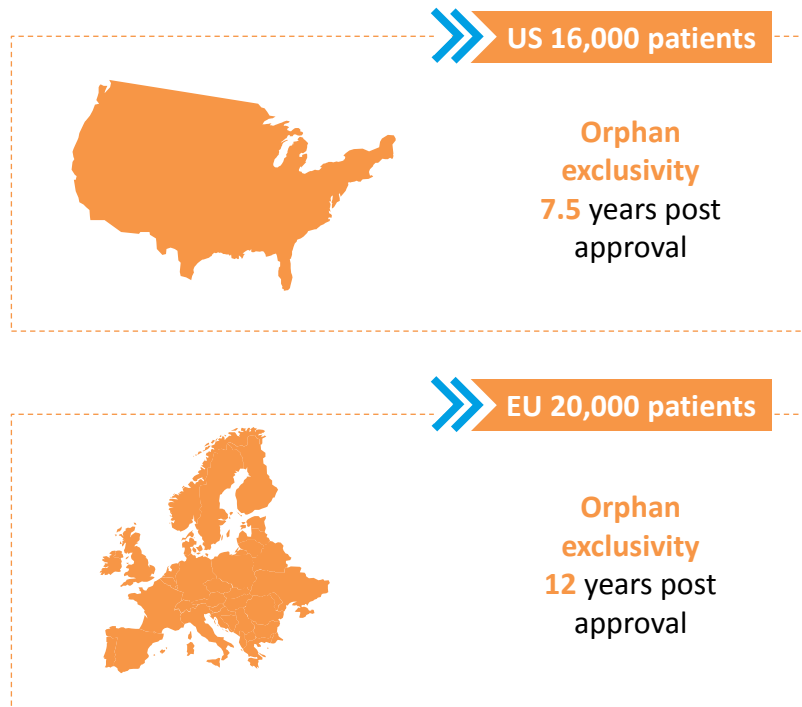 US 16,000 patients
Orphan
exclusivity
7.5 years post
approval
EU 20,000 patients
Orphan
exclusivity
12 years post
approval